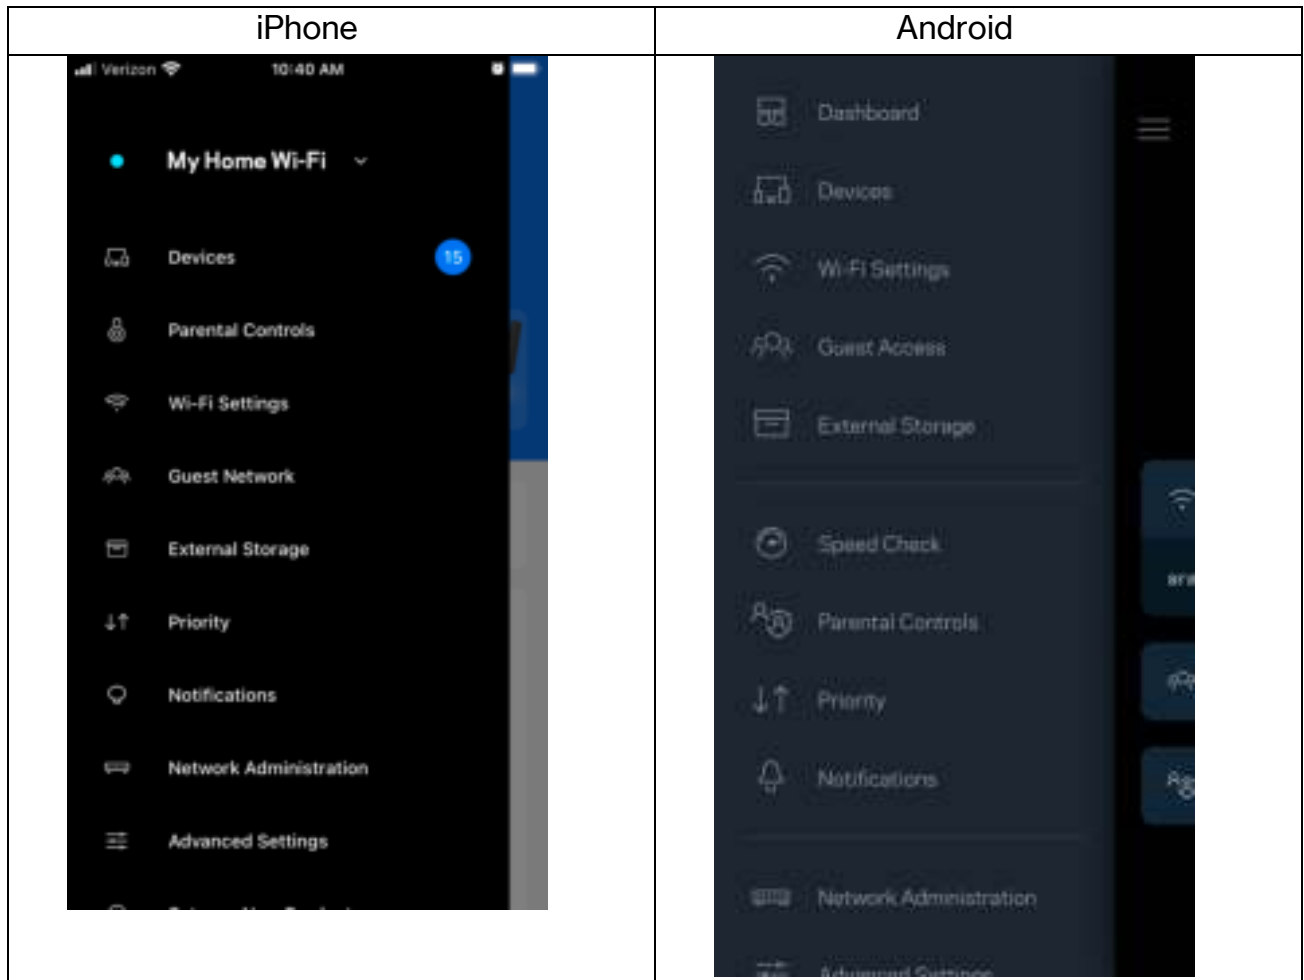 iPhone
Verizon 10:40 AM
My Home Wi-Fi
Devices 15
Parental Controls
Wi-Fi Settings
Guest Network
External Storage
Priority
Notifications
Network Administration
Advanced Settings
Android
Dashboard
Devices
Wi-Fi Settings
Guest Access
External Storage
Speed Check
Parental Controls
Priority
Notifications
Network Administration
Advanced Settings